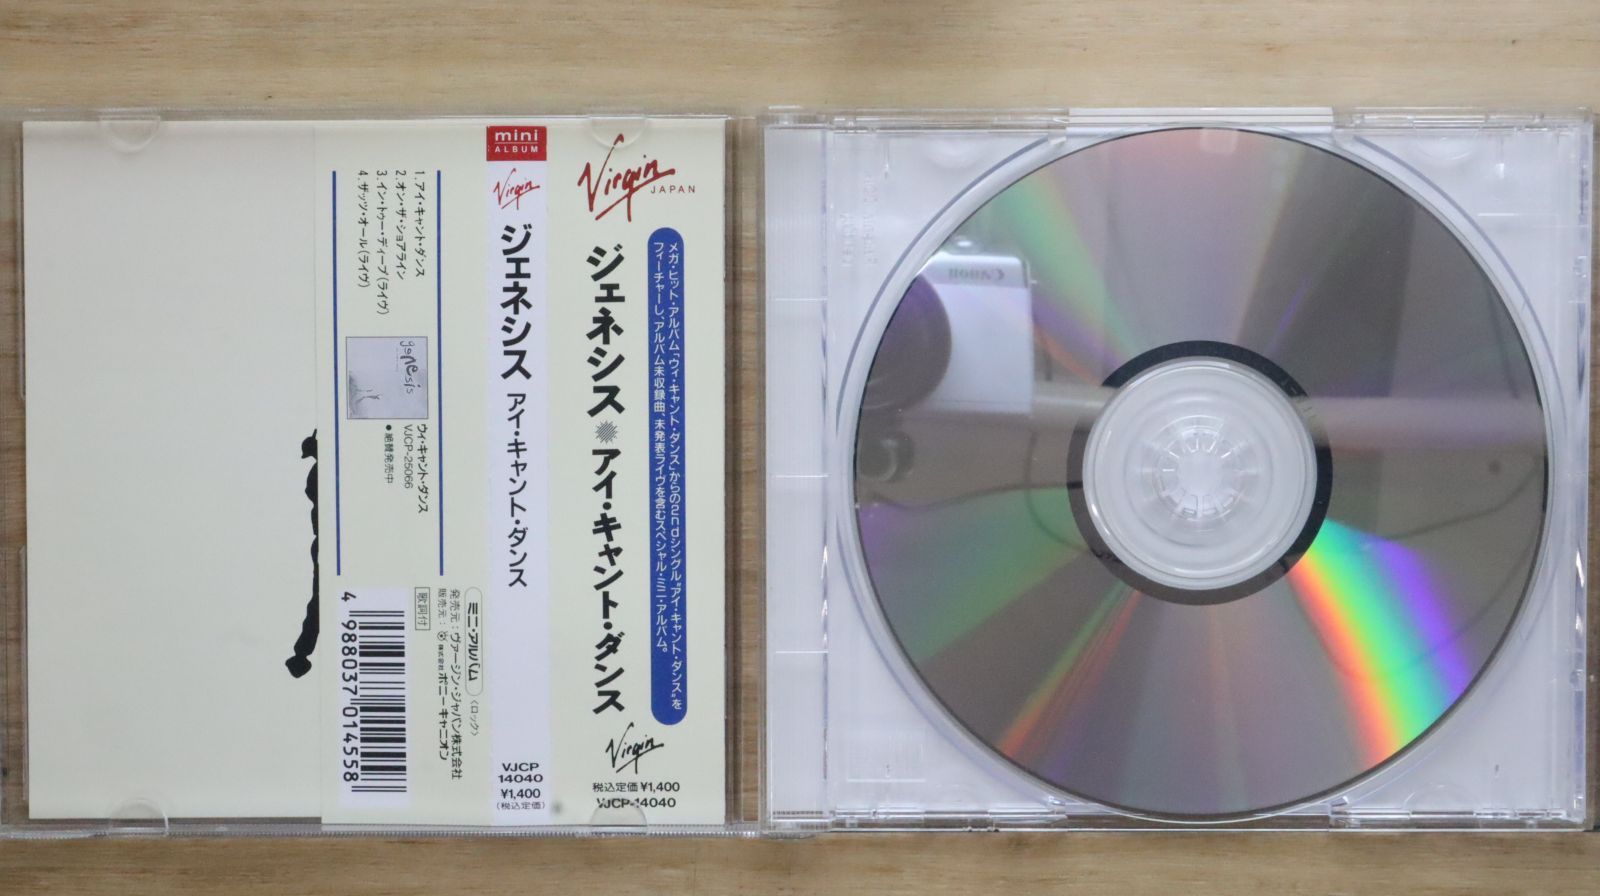 mini
ALBUM
Virgin
JAPAN
メガ・ヒット・アルバム「ウィ・キャント・ダンス」からの2ndシングル“アイ・キャント・ダンス”を
フィーチャーし、アルバム未収録曲、未発表ライヴを含むスペシャル・ミニ・アルバム。
ジェネシス アイ・キャント・ダンス
Virgin
税込定価¥1,400
VJCP-14040
Virgin
ジェネシス アイ・キャント・ダンス
VJCP
14040
¥1,400
(税込定価)
1.アイ・キャント・ダンス
2.オン・ザ・ショアライン
3.イン・トゥー・ディープ(ライヴ)
4.ザッツ・オール(ライヴ)
genesis
ウィ・キャント・ダンス
VJCP-25066
●絶賛発売中
ミニ・アルバム 〈ロック〉
発売元:ヴァージン・ジャパン株式会社
販売元: 株式会社ポニーキャニオン
歌詞付
4 988037 014558
Canon